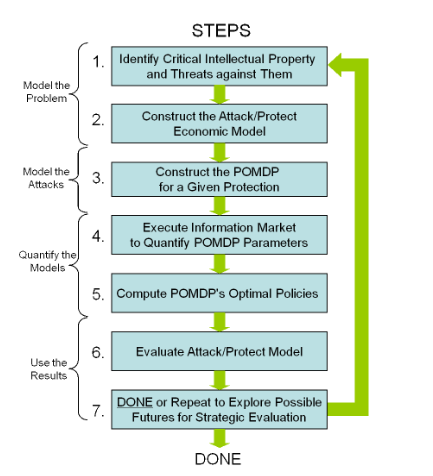 STEPS
1.
Identify Critical Intellectual Property
and Threats against Them
Model the
Problem
2.
Construct the Attack/Protect
Economic Model
Model the
Attacks
3.
Construct the POMDP
for a Given Protection
4.
Execute Information Market
to Quantify POMDP Parameters
Quantify the
Models
5.
Compute POMDP's Optimal Policies
6.
Evaluate Attack/Protect Model
Use the
Results
7.
DONE or Repeat to Explore Possible
Futures for Strategic Evaluation
DONE